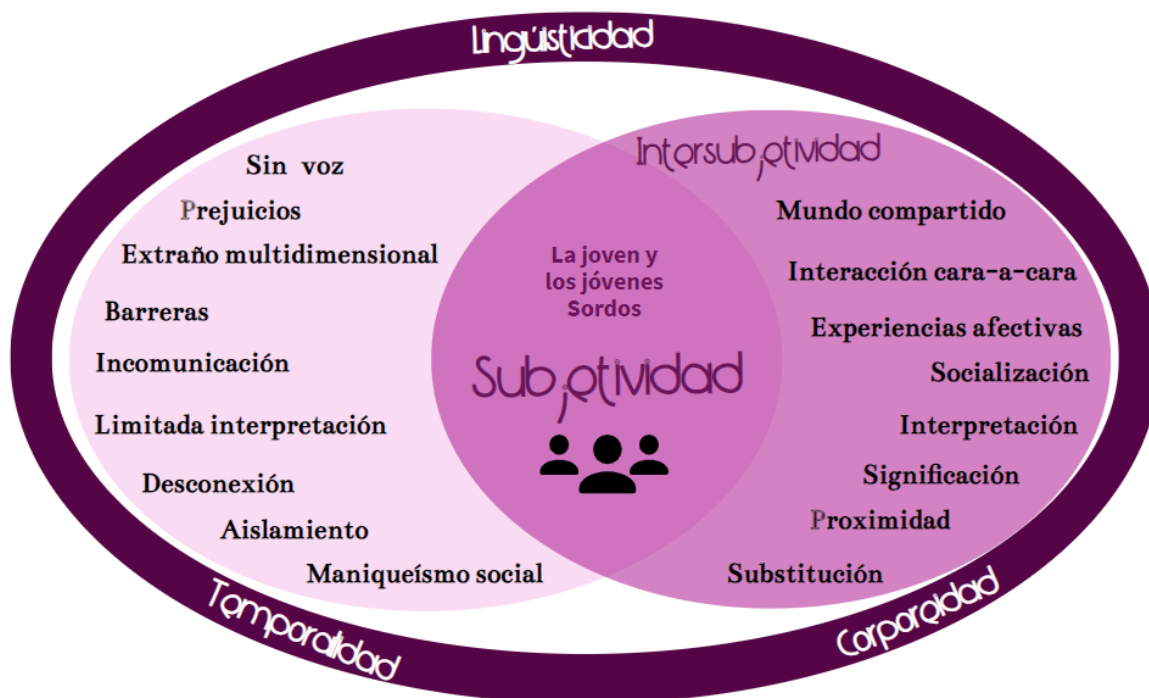 Lingúisticidad
Intersubjetividad
Sin voz
Prejuicios
Extraño multidimensional
Barreras
Incomunicación
Limitada interpretación
Desconexión
Aislamiento
Maniqueísmo social
La joven y
los jóvenes
Sordos
Subjetividad
Mundo compartido
Interacción cara-a-cara
Experiencias afectivas
Socialización
Interpretación
Significación
Proximidad
Substitución
Temporalidad
Corporeidad